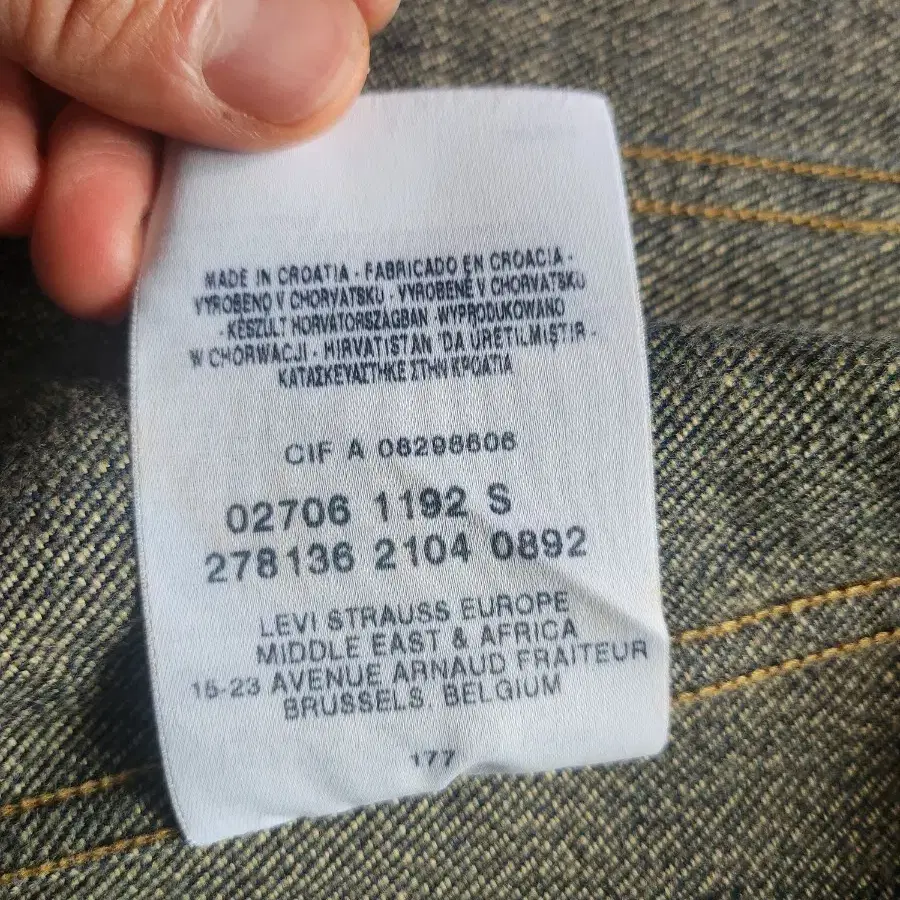 MADE IN CROATIA - FABRICADO EN CROACIA -
VYROBENO V CHORVATSKU - VYROBENÉ V CHORVATSKU
- KÉSZÜLT HORVÁTORSZÁGBAN - WYPRODUKOWANO
W CHORWACJI - HIRVATISTAN 'DA ÜRETILMIŞTIR -
ΚΑΤΑΣΚΕΥΑΣΤΗΚΕ ΣΤΗΝ ΚΡΟΑΤΙΑ
CIF A 08298606
02706 1192 S
278136 2104 0892
LEVI STRAUSS EUROPE
MIDDLE EAST & AFRICA
15-23 AVENUE ARNAUD FRAITEUR
BRUSSELS. BELGIUM
177